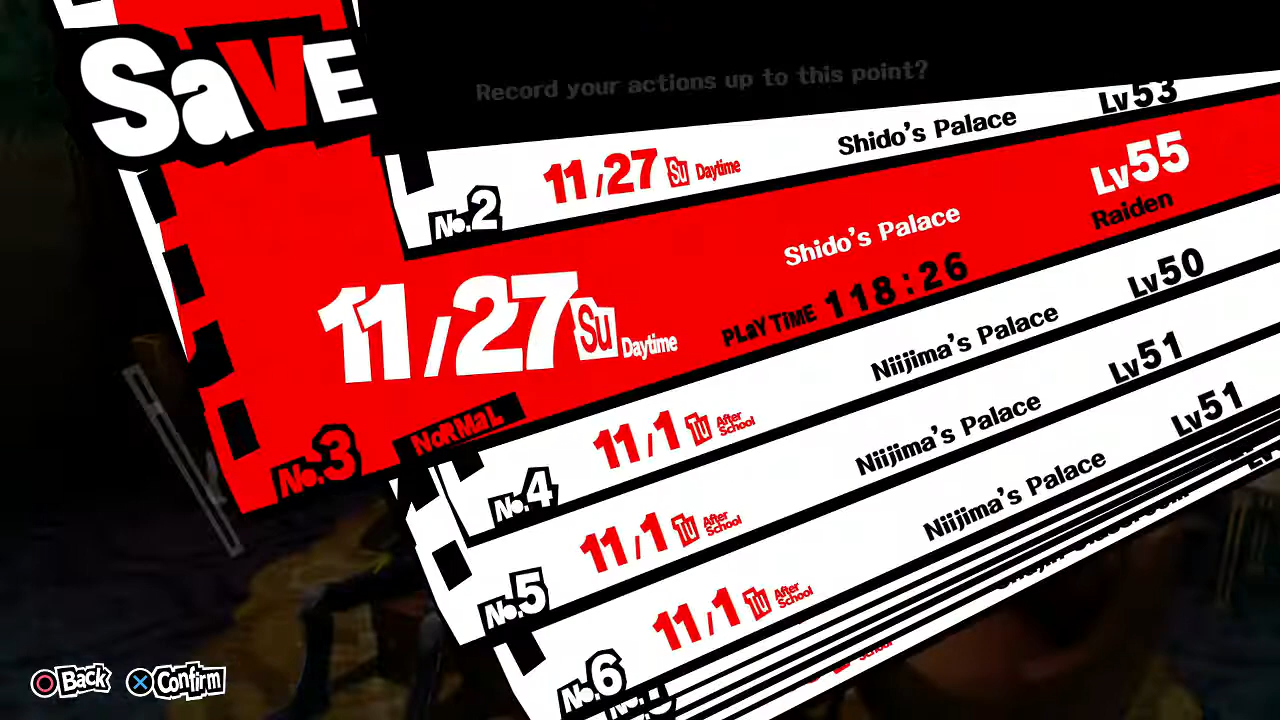 SaVE
Record your actions up to this point?
No.2 11/27 Su Daytime Shido's Palace Lv53
No.3 11/27 Su Daytime Shido's Palace Lv55
PLaY TiME 118:26 Raiden
NoRMaL
No.4 11/1 Tu After School Niijima's Palace Lv50
No.5 11/1 Tu After School Niijima's Palace Lv51
No.6 11/1 Tu After School Niijima's Palace Lv51
Back Confirm